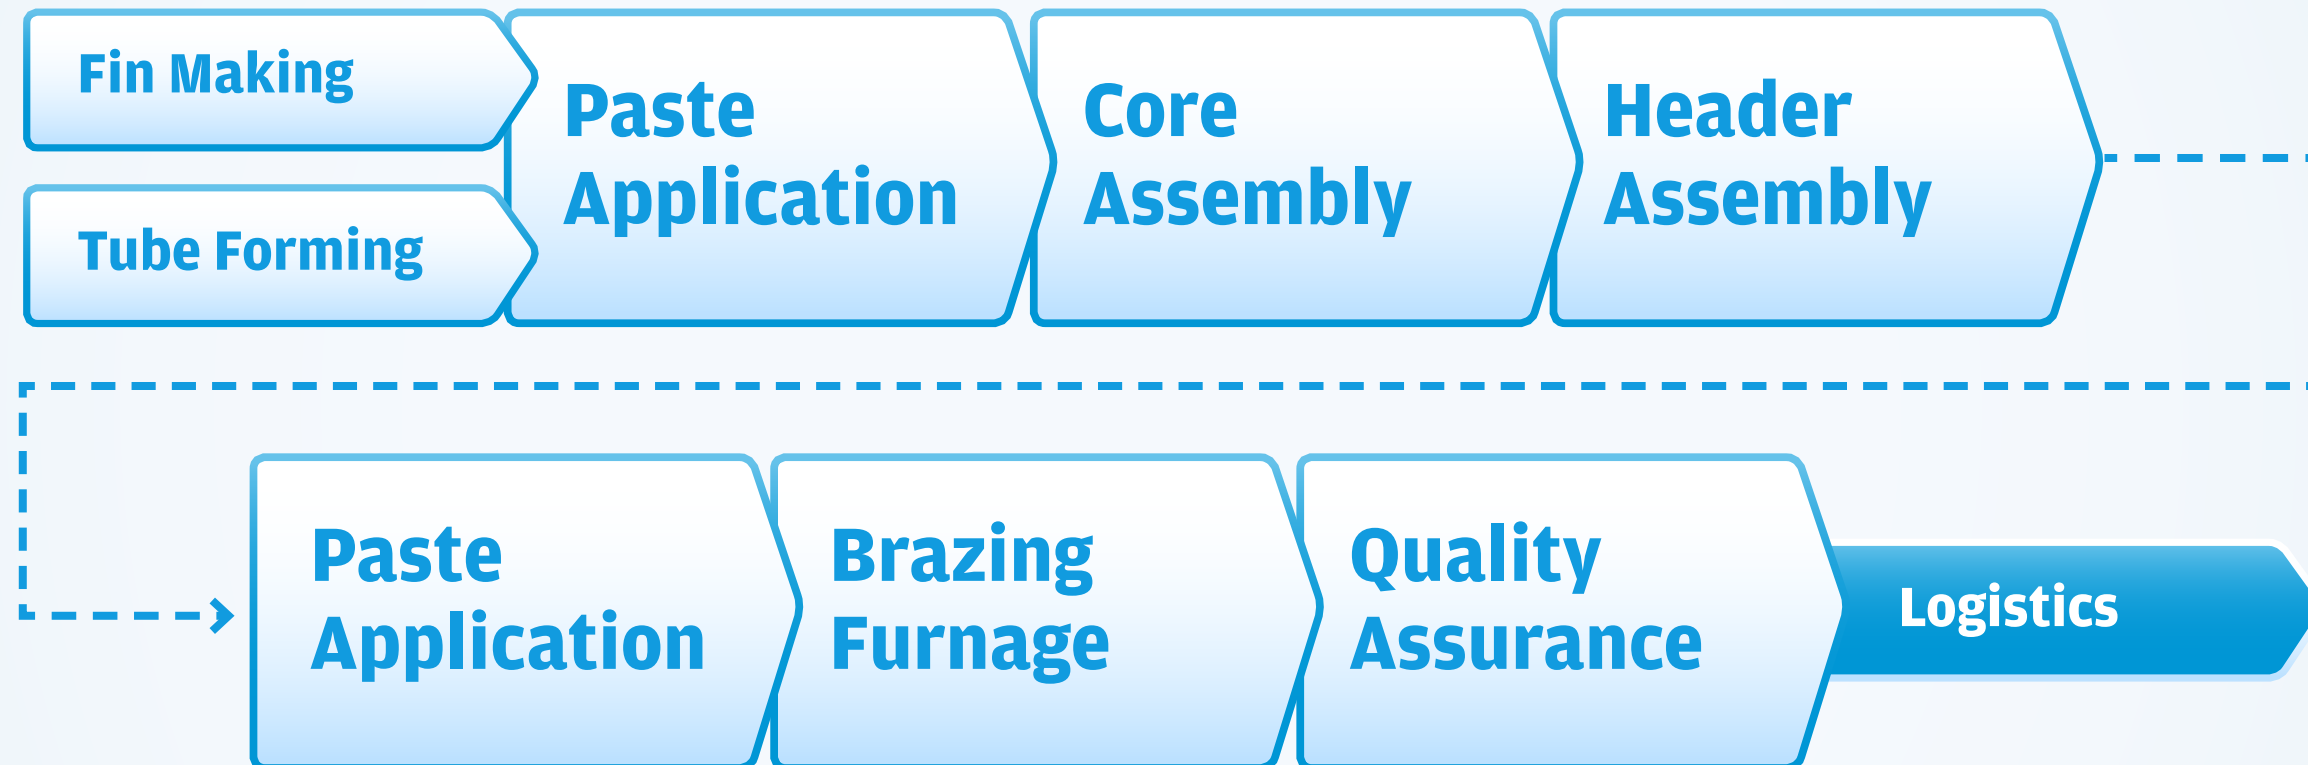 Fin Making
Tube Forming
Paste
Application
Core
Assembly
Header
Assembly
Paste
Application
Brazing
Furnage
Quality
Assurance
Logistics